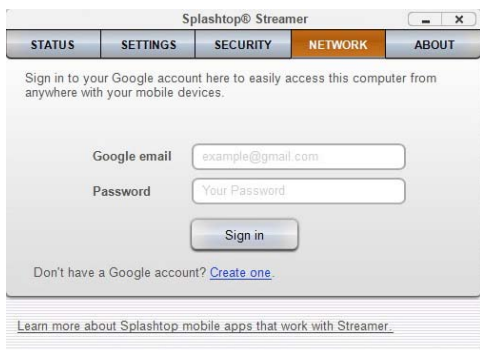 Splashtop® Streamer
STATUS SETTINGS SECURITY NETWORK ABOUT
Sign in to your Google account here to easily access this computer from
anywhere with your mobile devices.
Google email example@gmail.com
Password Your Password
Sign in
Don't have a Google account? Create one.
Learn more about Splashtop mobile apps that work with Streamer.